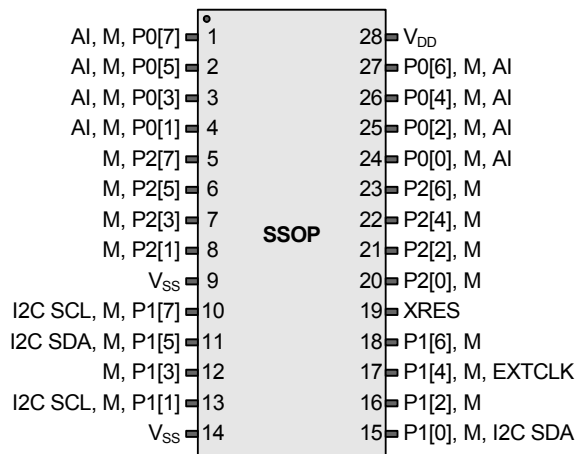 AI, M, P0[7] 1 28 VDD
AI, M, P0[5] 2 27 P0[6], M, AI
AI, M, P0[3] 3 26 P0[4], M, AI
AI, M, P0[1] 4 25 P0[2], M, AI
M, P2[7] 5 24 P0[0], M, AI
M, P2[5] 6 23 P2[6], M
M, P2[3] 7 22 P2[4], M
SSOP
M, P2[1] 8 21 P2[2], M
VSS 9 20 P2[0], M
I2C SCL, M, P1[7] 10 19 XRES
I2C SDA, M, P1[5] 11 18 P1[6], M
M, P1[3] 12 17 P1[4], M, EXTCLK
I2C SCL, M, P1[1] 13 16 P1[2], M
VSS 14 15 P1[0], M, I2C SDA